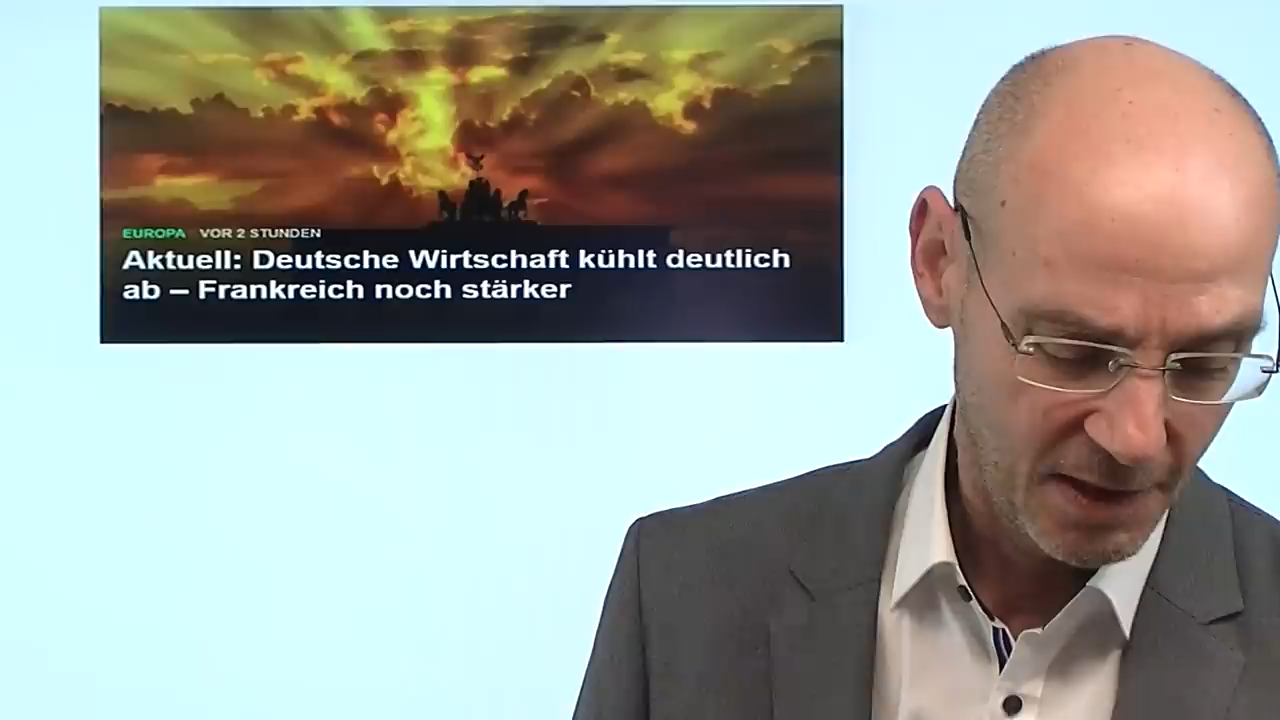 EUROPA VOR 2 STUNDEN
Aktuell: Deutsche Wirtschaft kühlt deutlich
ab – Frankreich noch stärker